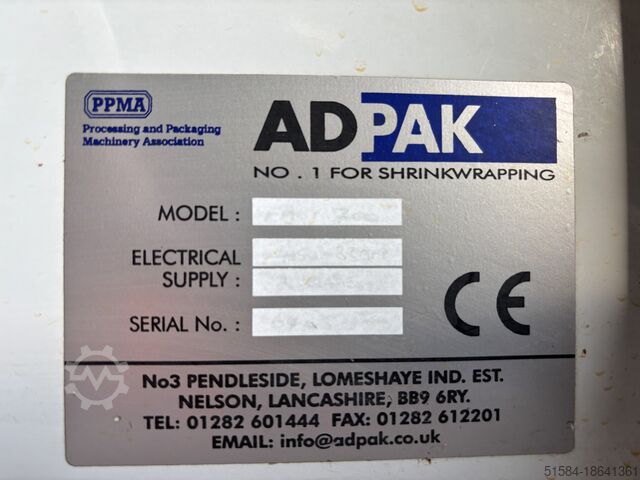 PPMA
Processing and Packaging
Machinery Association
ADPAK
NO . 1 FOR SHRINKWRAPPING
MODEL :
ELECTRICAL
SUPPLY :
SERIAL No. :
CE
No3 PENDLESIDE, LOMESHAYE IND. EST.
NELSON, LANCASHIRE, BB9 6RY.
TEL: 01282 601444 FAX: 01282 612201
EMAIL: info@adpak.co.uk
51584-18641361